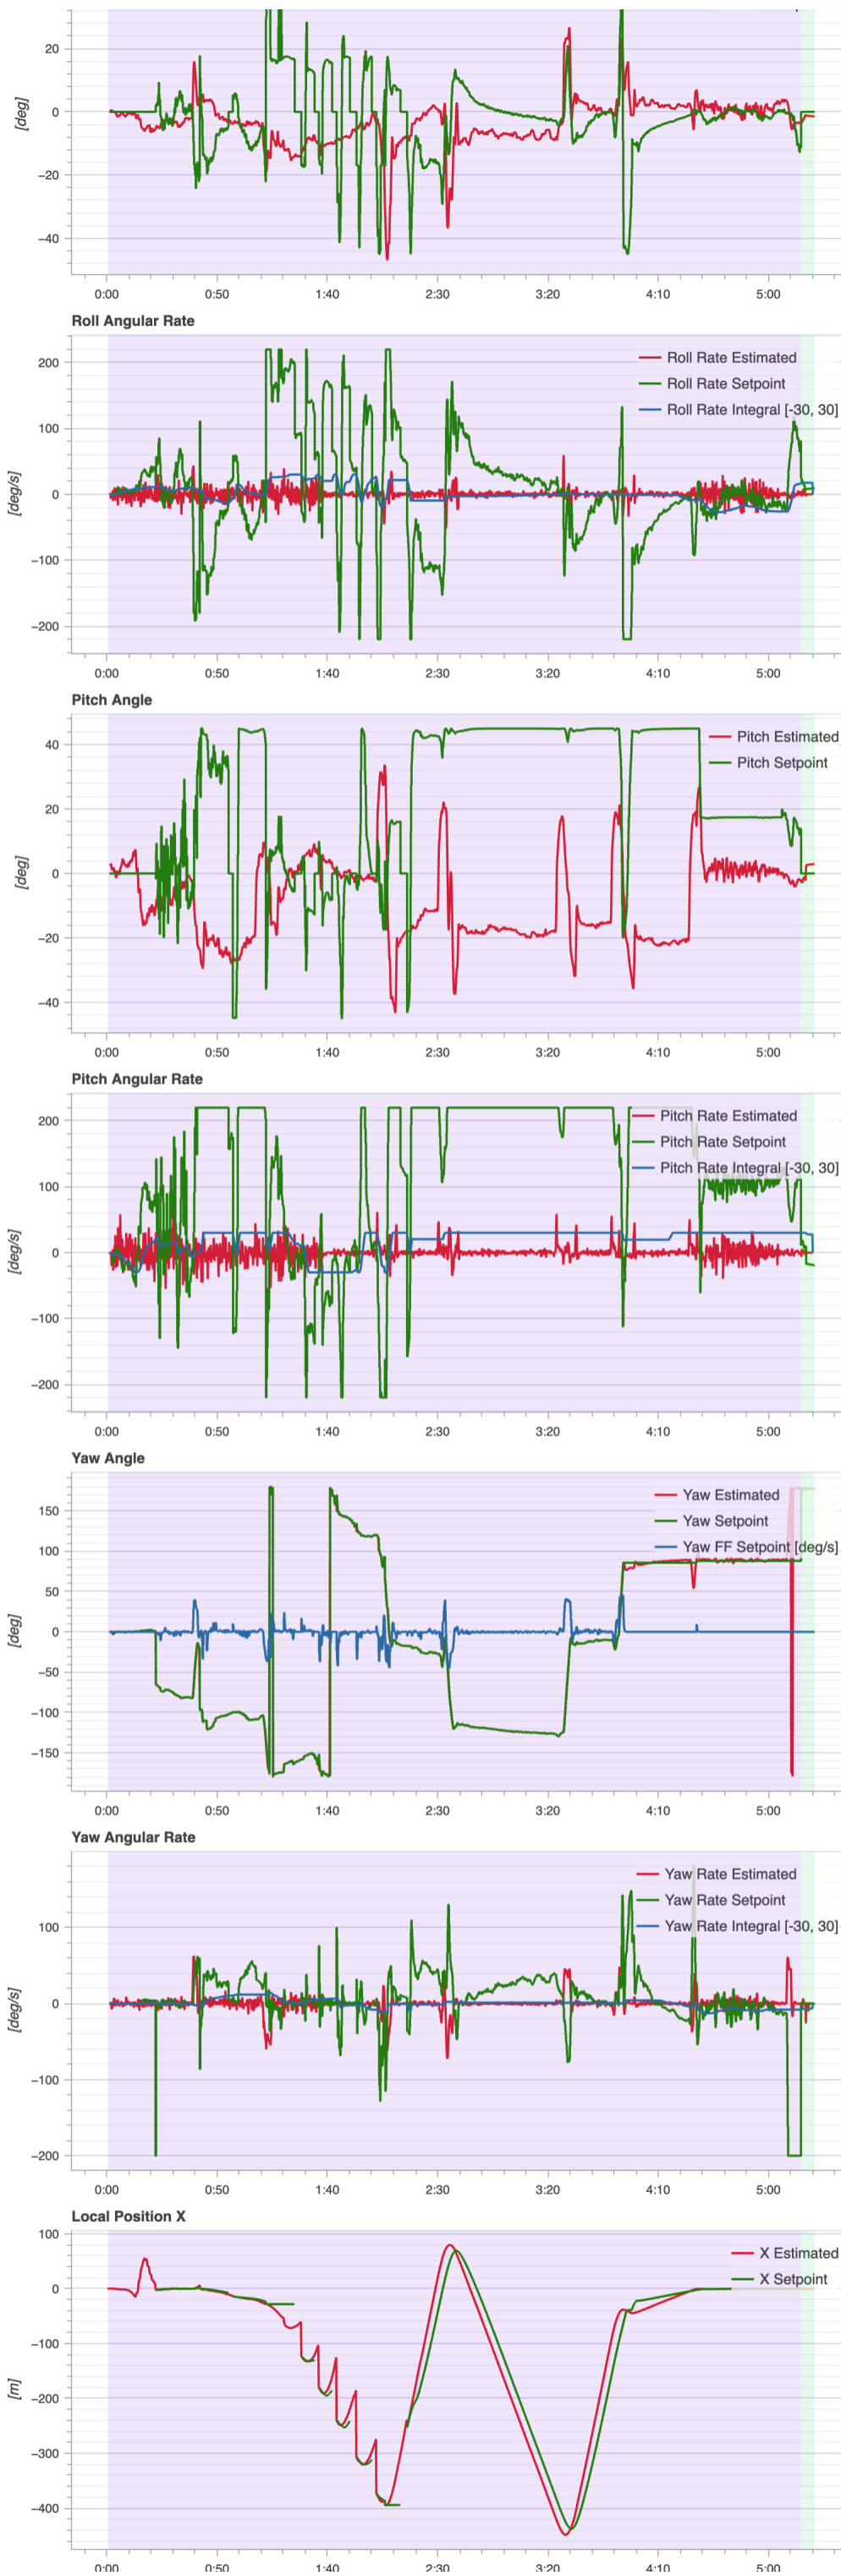 20
[deg]
0
−20
−40
0:00 0:50 1:40 2:30 3:20 4:10 5:00
Roll Angular Rate
200
Roll Rate Estimated
Roll Rate Setpoint
Roll Rate Integral [-30, 30]
100
[deg/s]
0
−100
−200
0:00 0:50 1:40 2:30 3:20 4:10 5:00
Pitch Angle
Pitch Estimated
Pitch Setpoint
40
20
[deg]
0
−20
−40
0:00 0:50 1:40 2:30 3:20 4:10 5:00
Pitch Angular Rate
Pitch Rate Estimated
200
Pitch Rate Setpoint
Pitch Rate Integral [-30, 30]
100
[deg/s]
0
−100
−200
0:00 0:50 1:40 2:30 3:20 4:10 5:00
Yaw Angle
Yaw Estimated
150
Yaw Setpoint
Yaw FF Setpoint [deg/s]
100
50
[deg]
0
−50
−100
−150
0:00 0:50 1:40 2:30 3:20 4:10 5:00
Yaw Angular Rate
Yaw Rate Estimated
Yaw Rate Setpoint
Yaw Rate Integral [-30, 30]
100
[deg/s]
0
−100
−200
0:00 0:50 1:40 2:30 3:20 4:10 5:00
Local Position X
100
X Estimated
X Setpoint
0
−100
[m]
−200
−300
−400
0:00 0:50 1:40 2:30 3:20 4:10 5:00